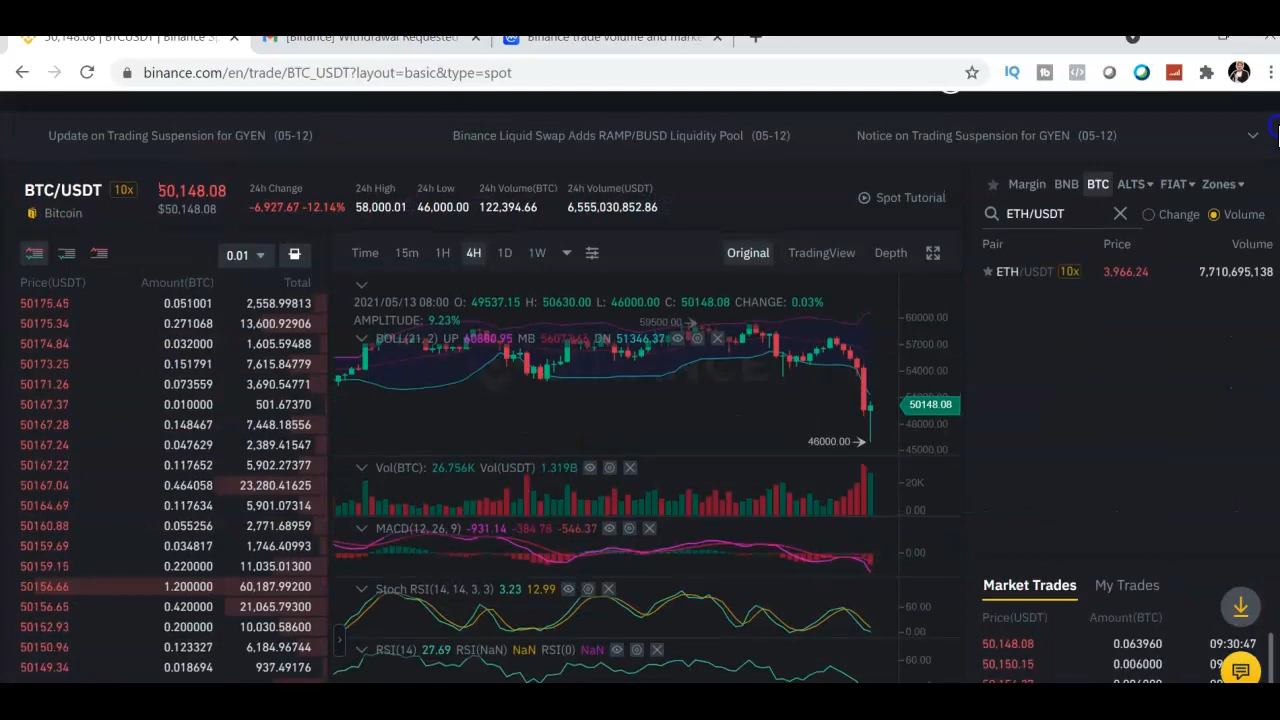 50,148.08 | BTCUSDT | Binance Sp
[Binance] Withdrawal Requested
Binance trade volume and marke
binance.com/en/trade/BTC_USDT?layout=basic&type=spot
Update on Trading Suspension for GYEN (05-12)
Binance Liquid Swap Adds RAMP/BUSD Liquidity Pool (05-12)
Notice on Trading Suspension for GYEN (05-12)
BTC/USDT 10x
Bitcoin
50,148.08
$50,148.08
24h Change
-6,927.67 -12.14%
24h High
58,000.01
24h Low
46,000.00
24h Volume(BTC)
122,394.66
24h Volume(USDT)
6,555,030,852.86
Spot Tutorial
Margin BNB BTC ALTS FIAT Zones
ETH/USDT
Change Volume
Pair Price Volume
ETH/USDT 10x 3,966.24 7,710,695,138
0.01
Price(USDT) Amount(BTC) Total
50175.45 0.051001 2,558.99813
50175.34 0.271068 13,600.92906
50174.84 0.032000 1,605.59488
50173.25 0.151791 7,615.84779
50171.26 0.073559 3,690.54771
50167.37 0.010000 501.67370
50167.28 0.148467 7,448.18556
50167.24 0.047629 2,389.41547
50167.22 0.117652 5,902.27377
50167.04 0.464058 23,280.41625
50164.69 0.117634 5,901.07314
50160.88 0.055256 2,771.68959
50159.69 0.034817 1,746.40993
50159.15 0.220000 11,035.01300
50156.66 1.200000 60,187.99200
50156.65 0.420000 21,065.79300
50152.93 0.200000 10,030.58600
50150.96 0.123327 6,184.96744
50149.34 0.018694 937.49176
Time 15m 1H 4H 1D 1W
Original TradingView Depth
2021/05/13 08:00 O: 49537.15 H: 50630.00 L: 46000.00 C: 50148.08 CHANGE: 0.03%
AMPLITUDE: 9.23%
59500.00
BOLL(21, 2) UP 60880.95 MB DN 51346.37
60000.00
57000.00
54000.00
50148.08
48000.00
46000.00
45000.00
Vol(BTC): 26.756K Vol(USDT) 1.319B
20K
0.00
MACD(12, 26, 9) -931.14 -384.78 -546.37
0.00
Stoch RSI(14, 14, 3, 3) 3.23 12.99
60.00
0.00
RSI(14) 27.69 RSI(NaN) NaN RSI(0) NaN
60.00
Market Trades My Trades
Price(USDT) Amount(BTC)
50,148.08 0.063960 09:30:47
50,150.15 0.006000